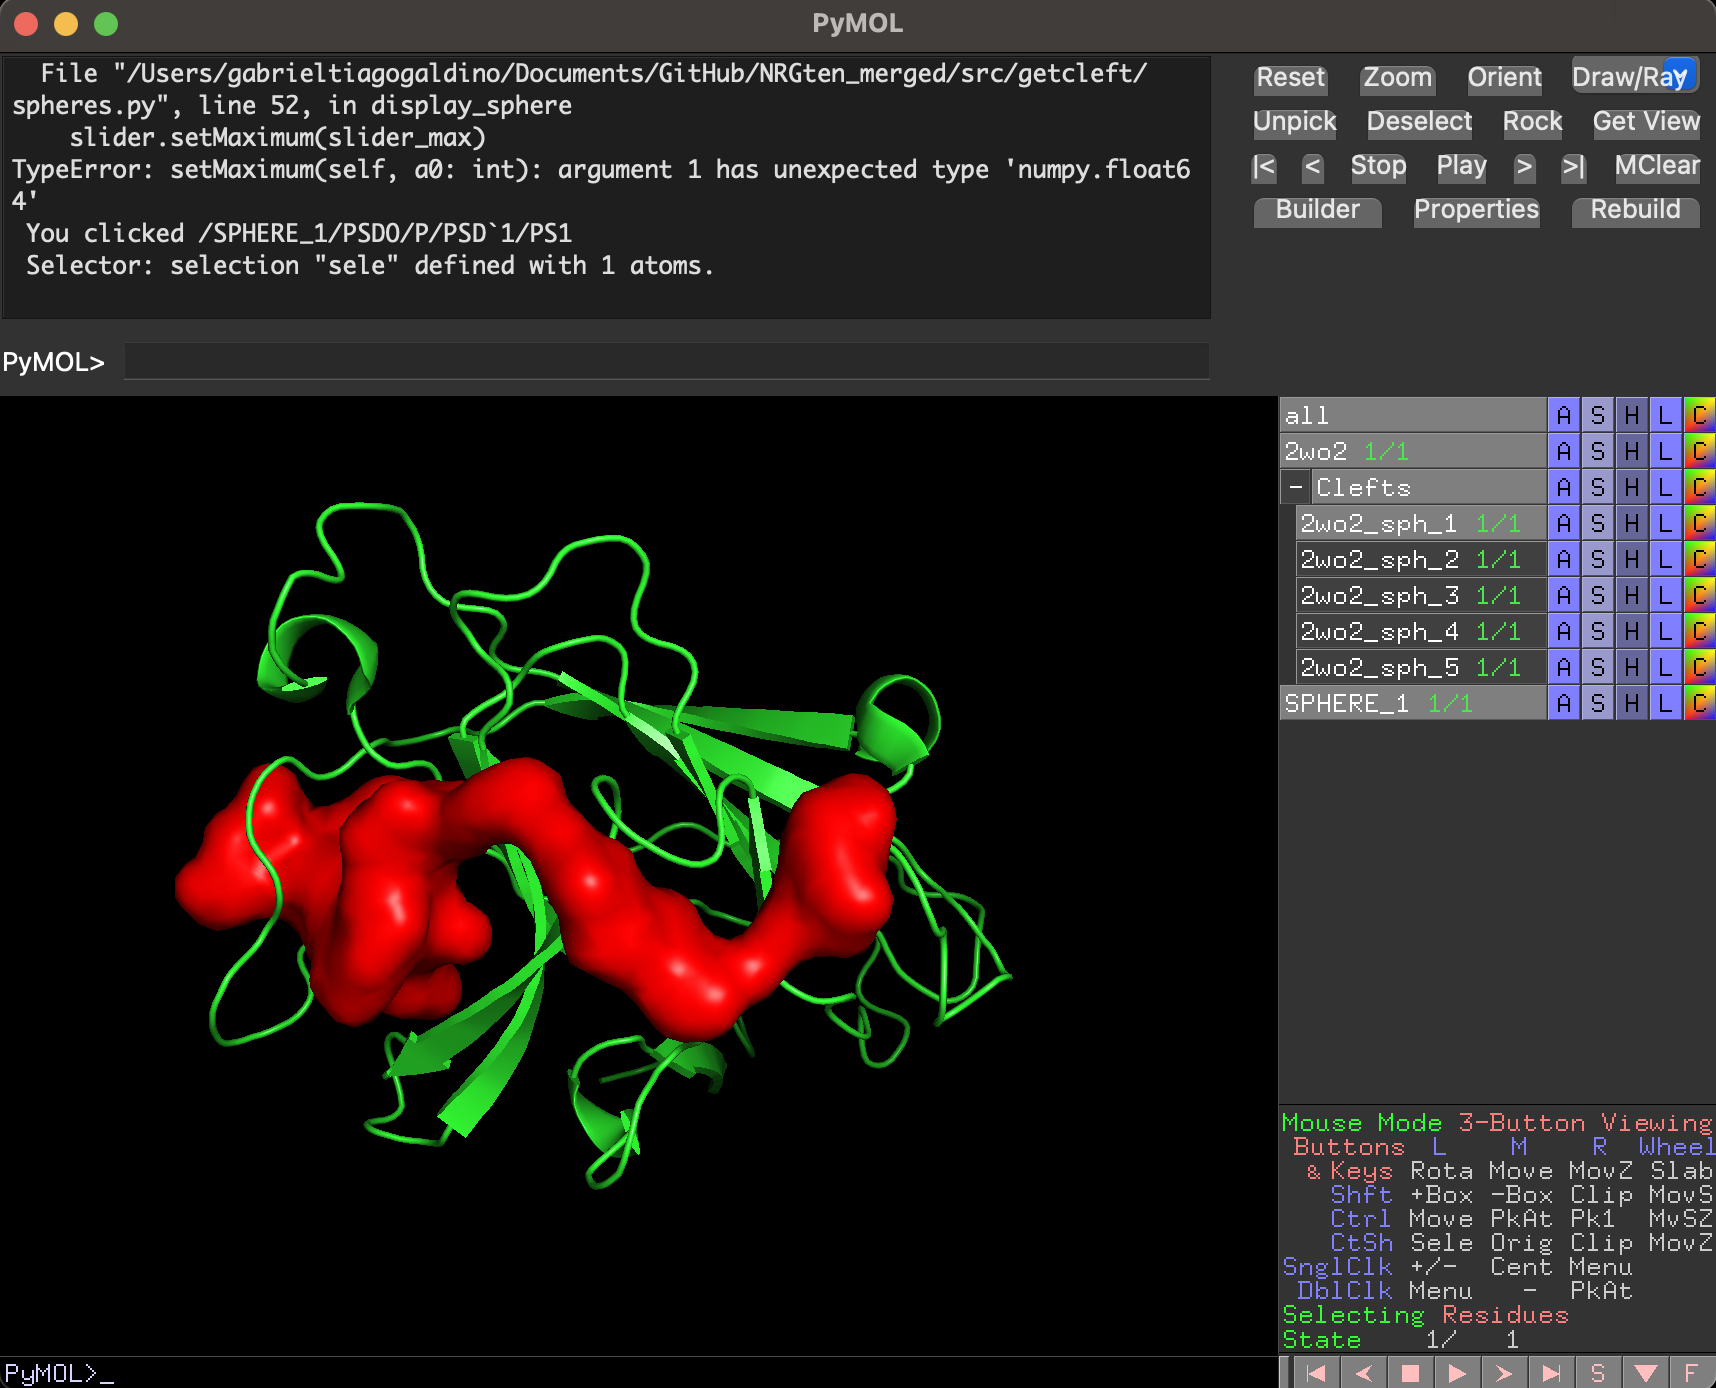 PyMOL
File "/Users/gabrieltiagogaldino/Documents/GitHub/NRGten_merged/src/getcleft/
spheres.py", line 52, in display_sphere
slider.setMaximum(slider_max)
TypeError: setMaximum(self, a0: int): argument 1 has unexpected type 'numpy.float6
4'
You clicked /SPHERE_1/PSDO/P/PSD`1/PS1
Selector: selection "sele" defined with 1 atoms.
PyMOL>
Reset Zoom Orient Draw/Ray
Unpick Deselect Rock Get View
|< < Stop Play > >| MClear
Builder Properties Rebuild
all A S H L C
2wo2 1/1 A S H L C
- Clefts A S H L C
2wo2_sph_1 1/1 A S H L C
2wo2_sph_2 1/1 A S H L C
2wo2_sph_3 1/1 A S H L C
2wo2_sph_4 1/1 A S H L C
2wo2_sph_5 1/1 A S H L C
SPHERE_1 1/1 A S H L C
Mouse Mode 3-Button Viewing
Buttons L M R Wheel
& Keys Rota Move MovZ Slab
Shft +Box -Box Clip MovS
Ctrl Move PkAt Pk1 MvSZ
CtSh Sele Orig Clip MovZ
SnglClk +/- Cent Menu
DblClk Menu - PkAt
Selecting Residues
State 1/ 1
PyMOL>_
S F